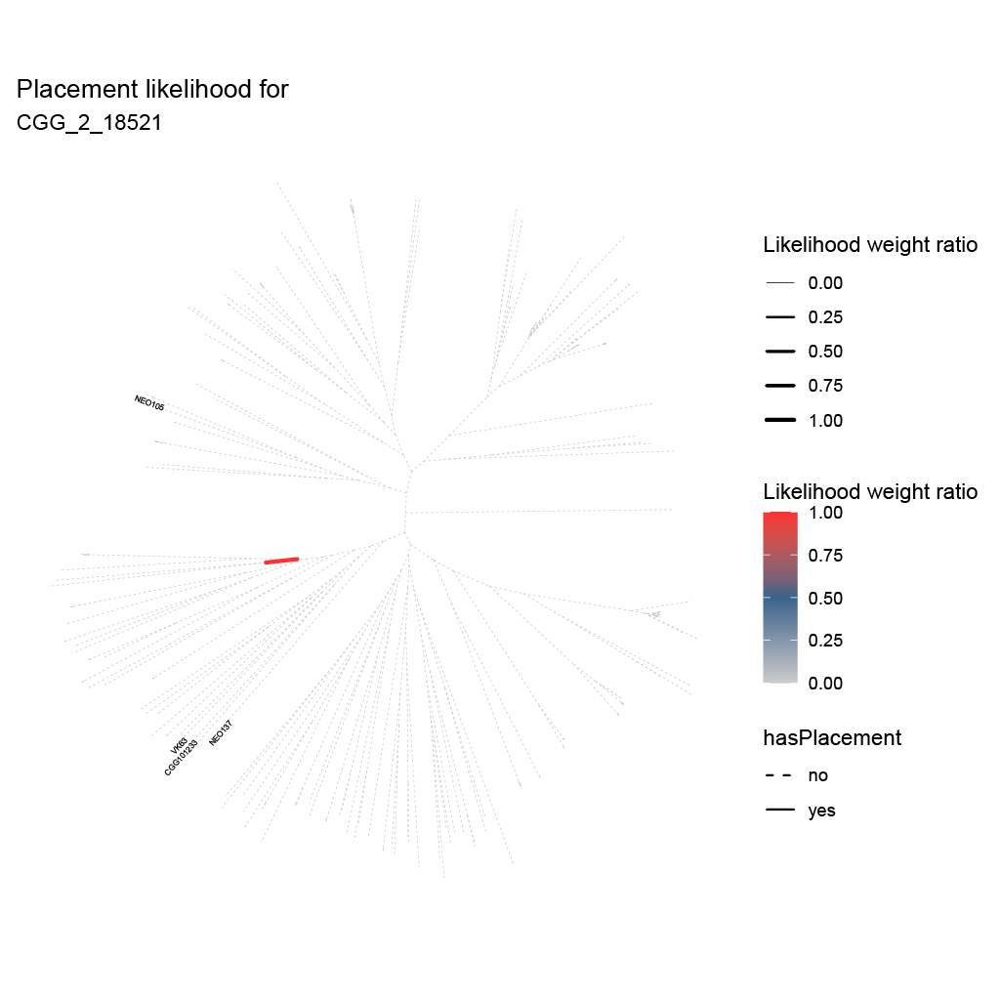 Placement likelihood for
CGG_2_18521
NEO105
VK63
CGG101233
NEO137
Likelihood weight ratio
0.00
0.25
0.50
0.75
1.00
Likelihood weight ratio
1.00
0.75
0.50
0.25
0.00
hasPlacement
no
yes